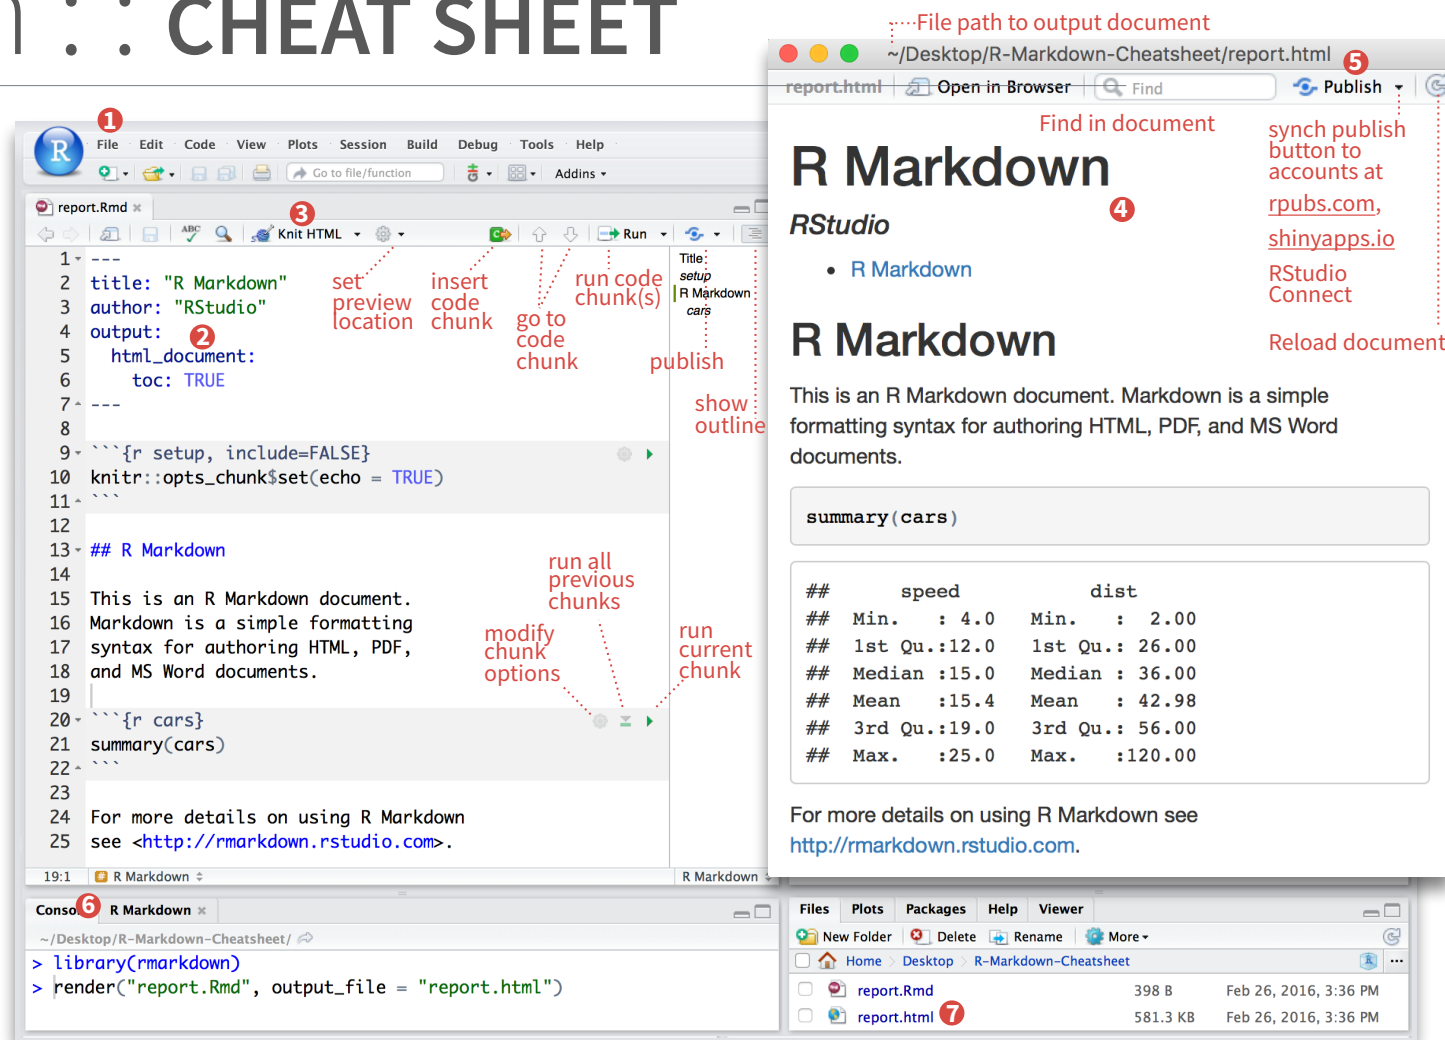 : : CHEAT SHEET
File path to output document
~/Desktop/R-Markdown-Cheatsheet/report.html
5
report.html Open in Browser Find Publish
Find in document
synch publish
button to
accounts at
rpubs.com,
shinyapps.io
RStudio
Connect
Reload document
R Markdown
4
RStudio
• R Markdown
R Markdown
This is an R Markdown document. Markdown is a simple
formatting syntax for authoring HTML, PDF, and MS Word
documents.
summary(cars)
##      speed           dist
##  Min.   : 4.0   Min.   :  2.00
##  1st Qu.:12.0   1st Qu.: 26.00
##  Median :15.0   Median : 36.00
##  Mean   :15.4   Mean   : 42.98
##  3rd Qu.:19.0   3rd Qu.: 56.00
##  Max.   :25.0   Max.   :120.00
For more details on using R Markdown see
http://rmarkdown.rstudio.com.
1
R File Edit Code View Plots Session Build Debug Tools Help
Go to file/function Addins
report.Rmd
3
ABC Knit HTML C Run
set
preview
location
insert
code
chunk
go to
code
chunk
run code
chunk(s)
publish
show
outline
Title
setup
R Markdown
cars
1 ---
2 title: "R Markdown"
3 author: "RStudio"
4 output:
2
5   html_document:
6     toc: TRUE
7 ---
8
9 ```{r setup, include=FALSE}
10 knitr::opts_chunk$set(echo = TRUE)
11 ```
12
13 ## R Markdown
14
15 This is an R Markdown document.
16 Markdown is a simple formatting
17 syntax for authoring HTML, PDF,
18 and MS Word documents.
19
20 ```{r cars}
21 summary(cars)
22 ```
23
24 For more details on using R Markdown
25 see <http://rmarkdown.rstudio.com>.
run all
previous
chunks
modify
chunk
options
run
current
chunk
19:1 # R Markdown R Markdown
6
Conso R Markdown
~/Desktop/R-Markdown-Cheatsheet/
> library(rmarkdown)
> render("report.Rmd", output_file = "report.html")
Files Plots Packages Help Viewer
New Folder Delete Rename More
Home Desktop R-Markdown-Cheatsheet R ...
report.Rmd 398 B Feb 26, 2016, 3:36 PM
report.html 7 581.3 KB Feb 26, 2016, 3:36 PM